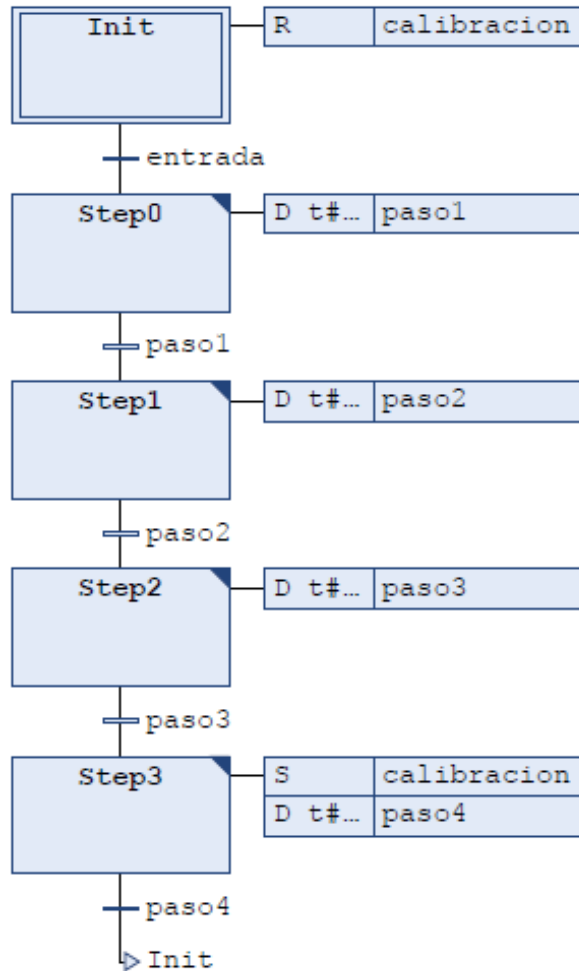 Init R calibracion
entrada
Step0 D t#... paso1
paso1
Step1 D t#... paso2
paso2
Step2 D t#... paso3
paso3
Step3 S calibracion
D t#... paso4
paso4
Init